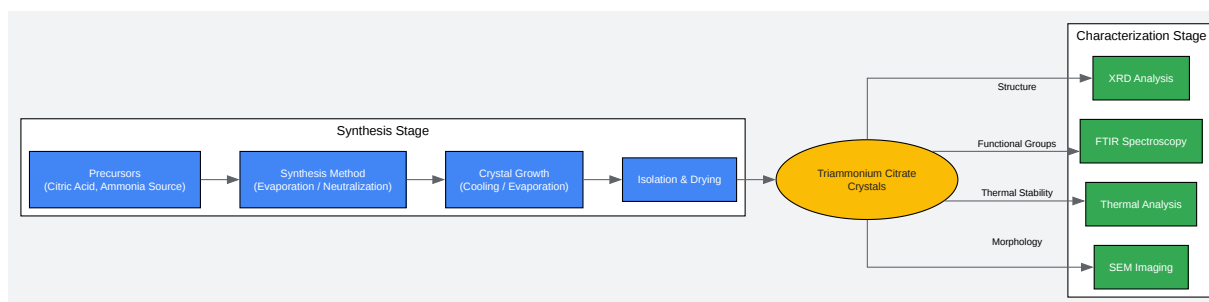 Synthesis Stage
Precursors
(Citric Acid, Ammonia Source)
Synthesis Method
(Evaporation / Neutralization)
Crystal Growth
(Cooling / Evaporation)
Isolation & Drying
Triammonium Citrate
Crystals
Structure
Functional Groups
Thermal Stability
Morphology
Characterization Stage
XRD Analysis
FTIR Spectroscopy
Thermal Analysis
SEM Imaging